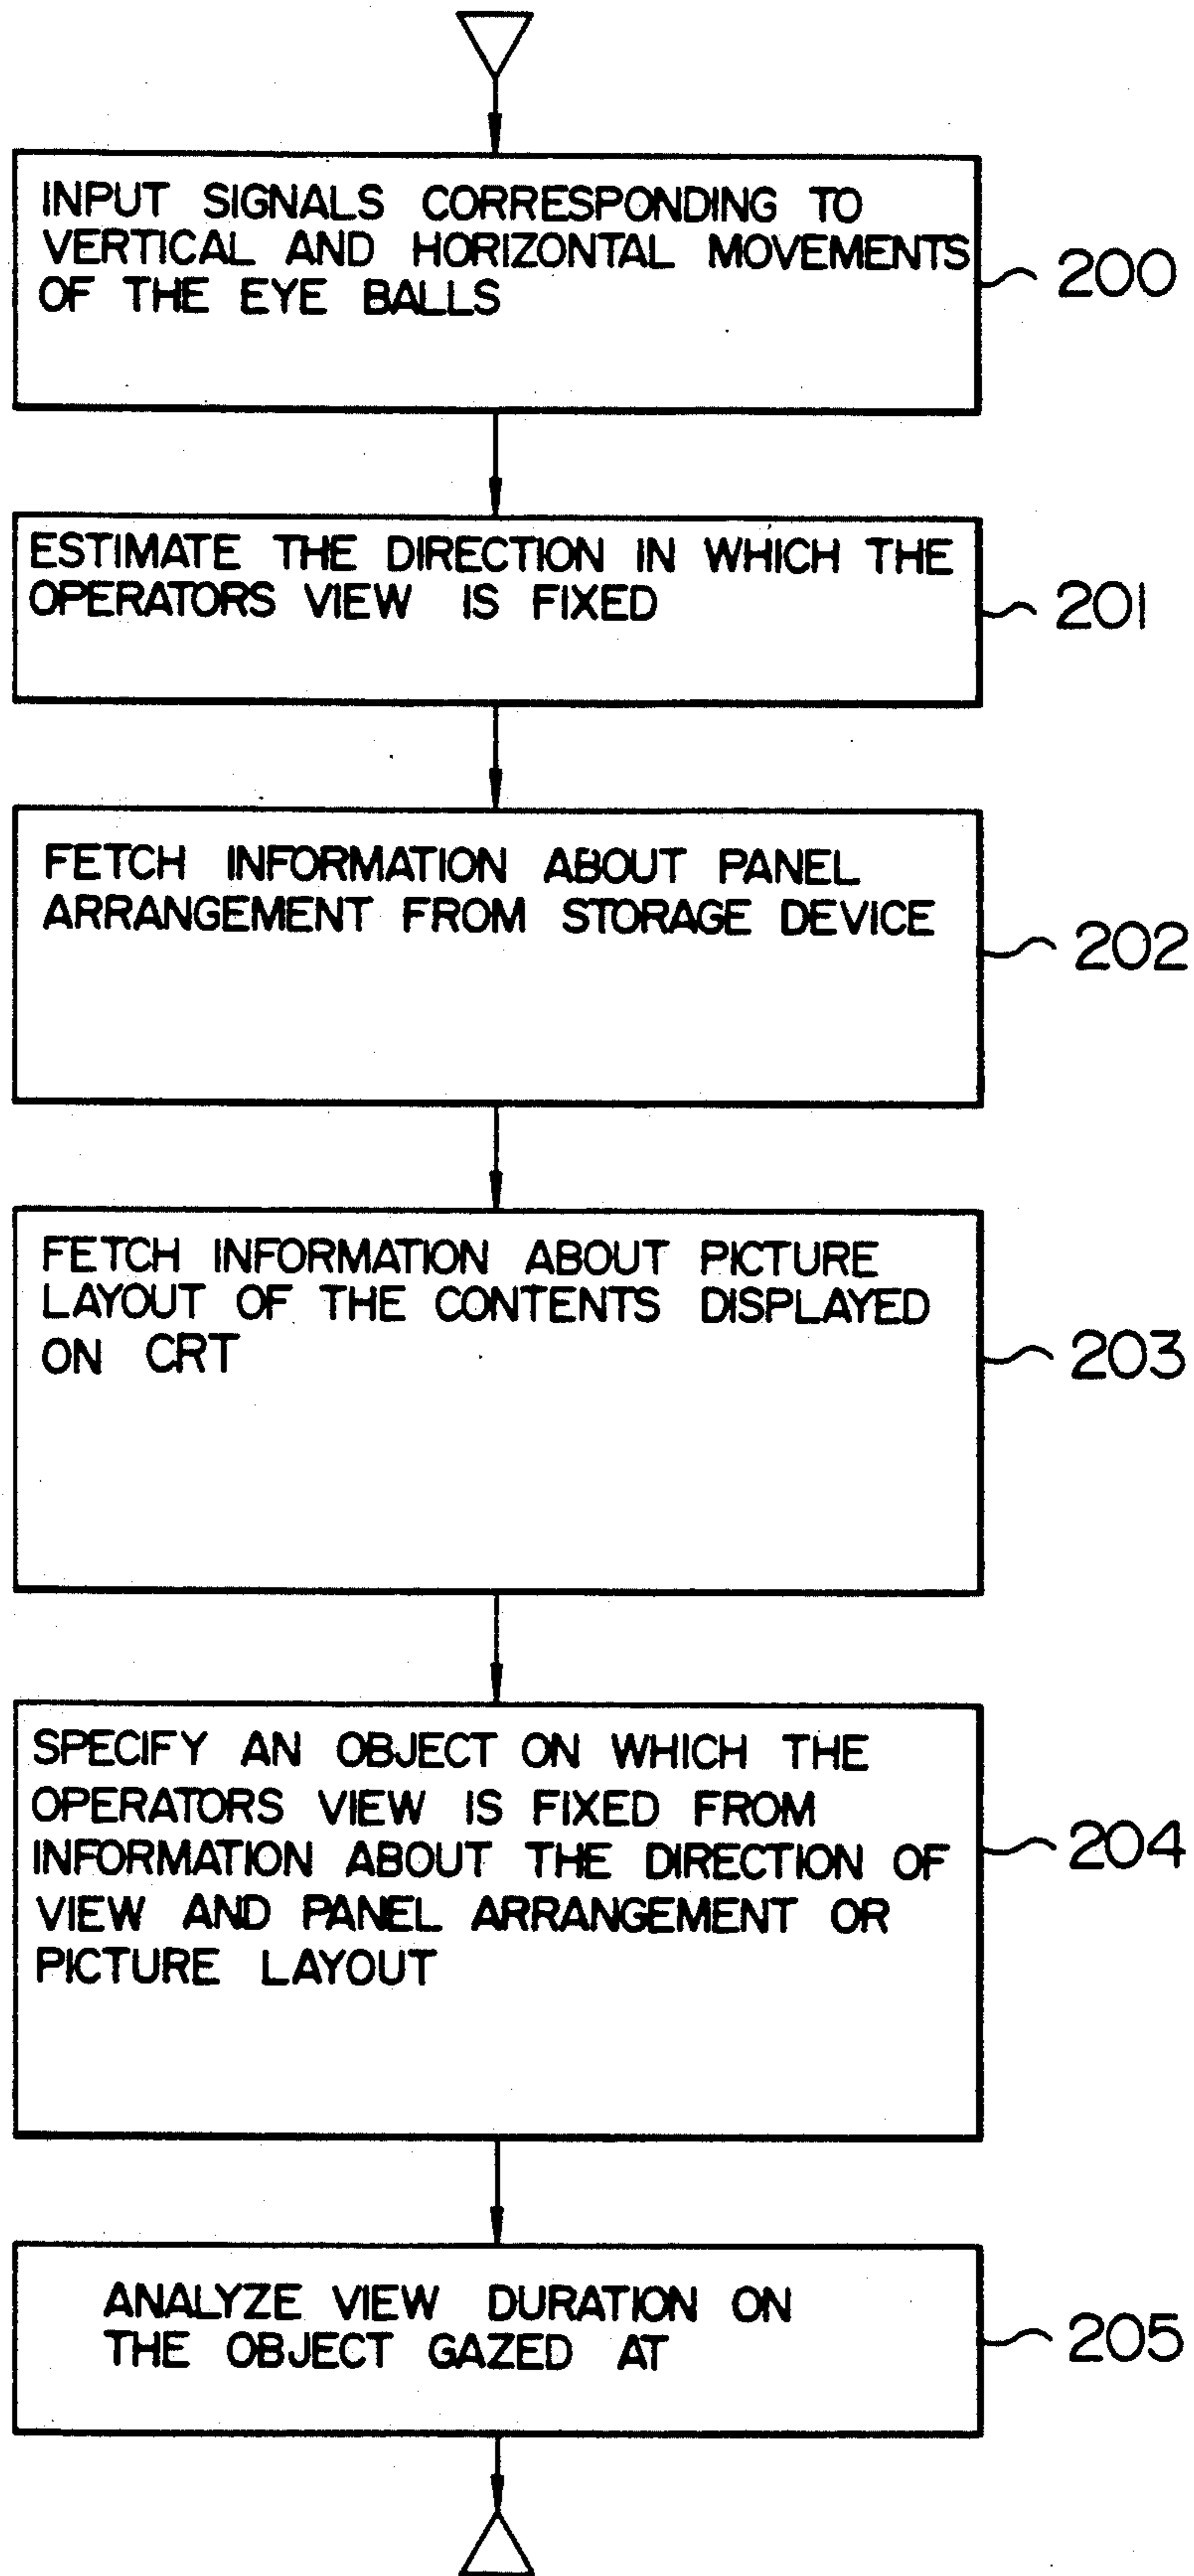 INPUT SIGNALS CORRESPONDING TO
VERTICAL AND HORIZONTAL MOVEMENTS
OF THE EYE BALLS
200
ESTIMATE THE DIRECTION IN WHICH THE
OPERATORS VIEW IS FIXED
201
FETCH INFORMATION ABOUT PANEL
ARRANGEMENT FROM STORAGE DEVICE
202
FETCH INFORMATION ABOUT PICTURE
LAYOUT OF THE CONTENTS DISPLAYED
ON CRT
203
SPECIFY AN OBJECT ON WHICH THE
OPERATORS VIEW IS FIXED FROM
INFORMATION ABOUT THE DIRECTION OF
VIEW AND PANEL ARRANGEMENT OR
PICTURE LAYOUT
204
ANALYZE VIEW DURATION ON
THE OBJECT GAZED AT
205